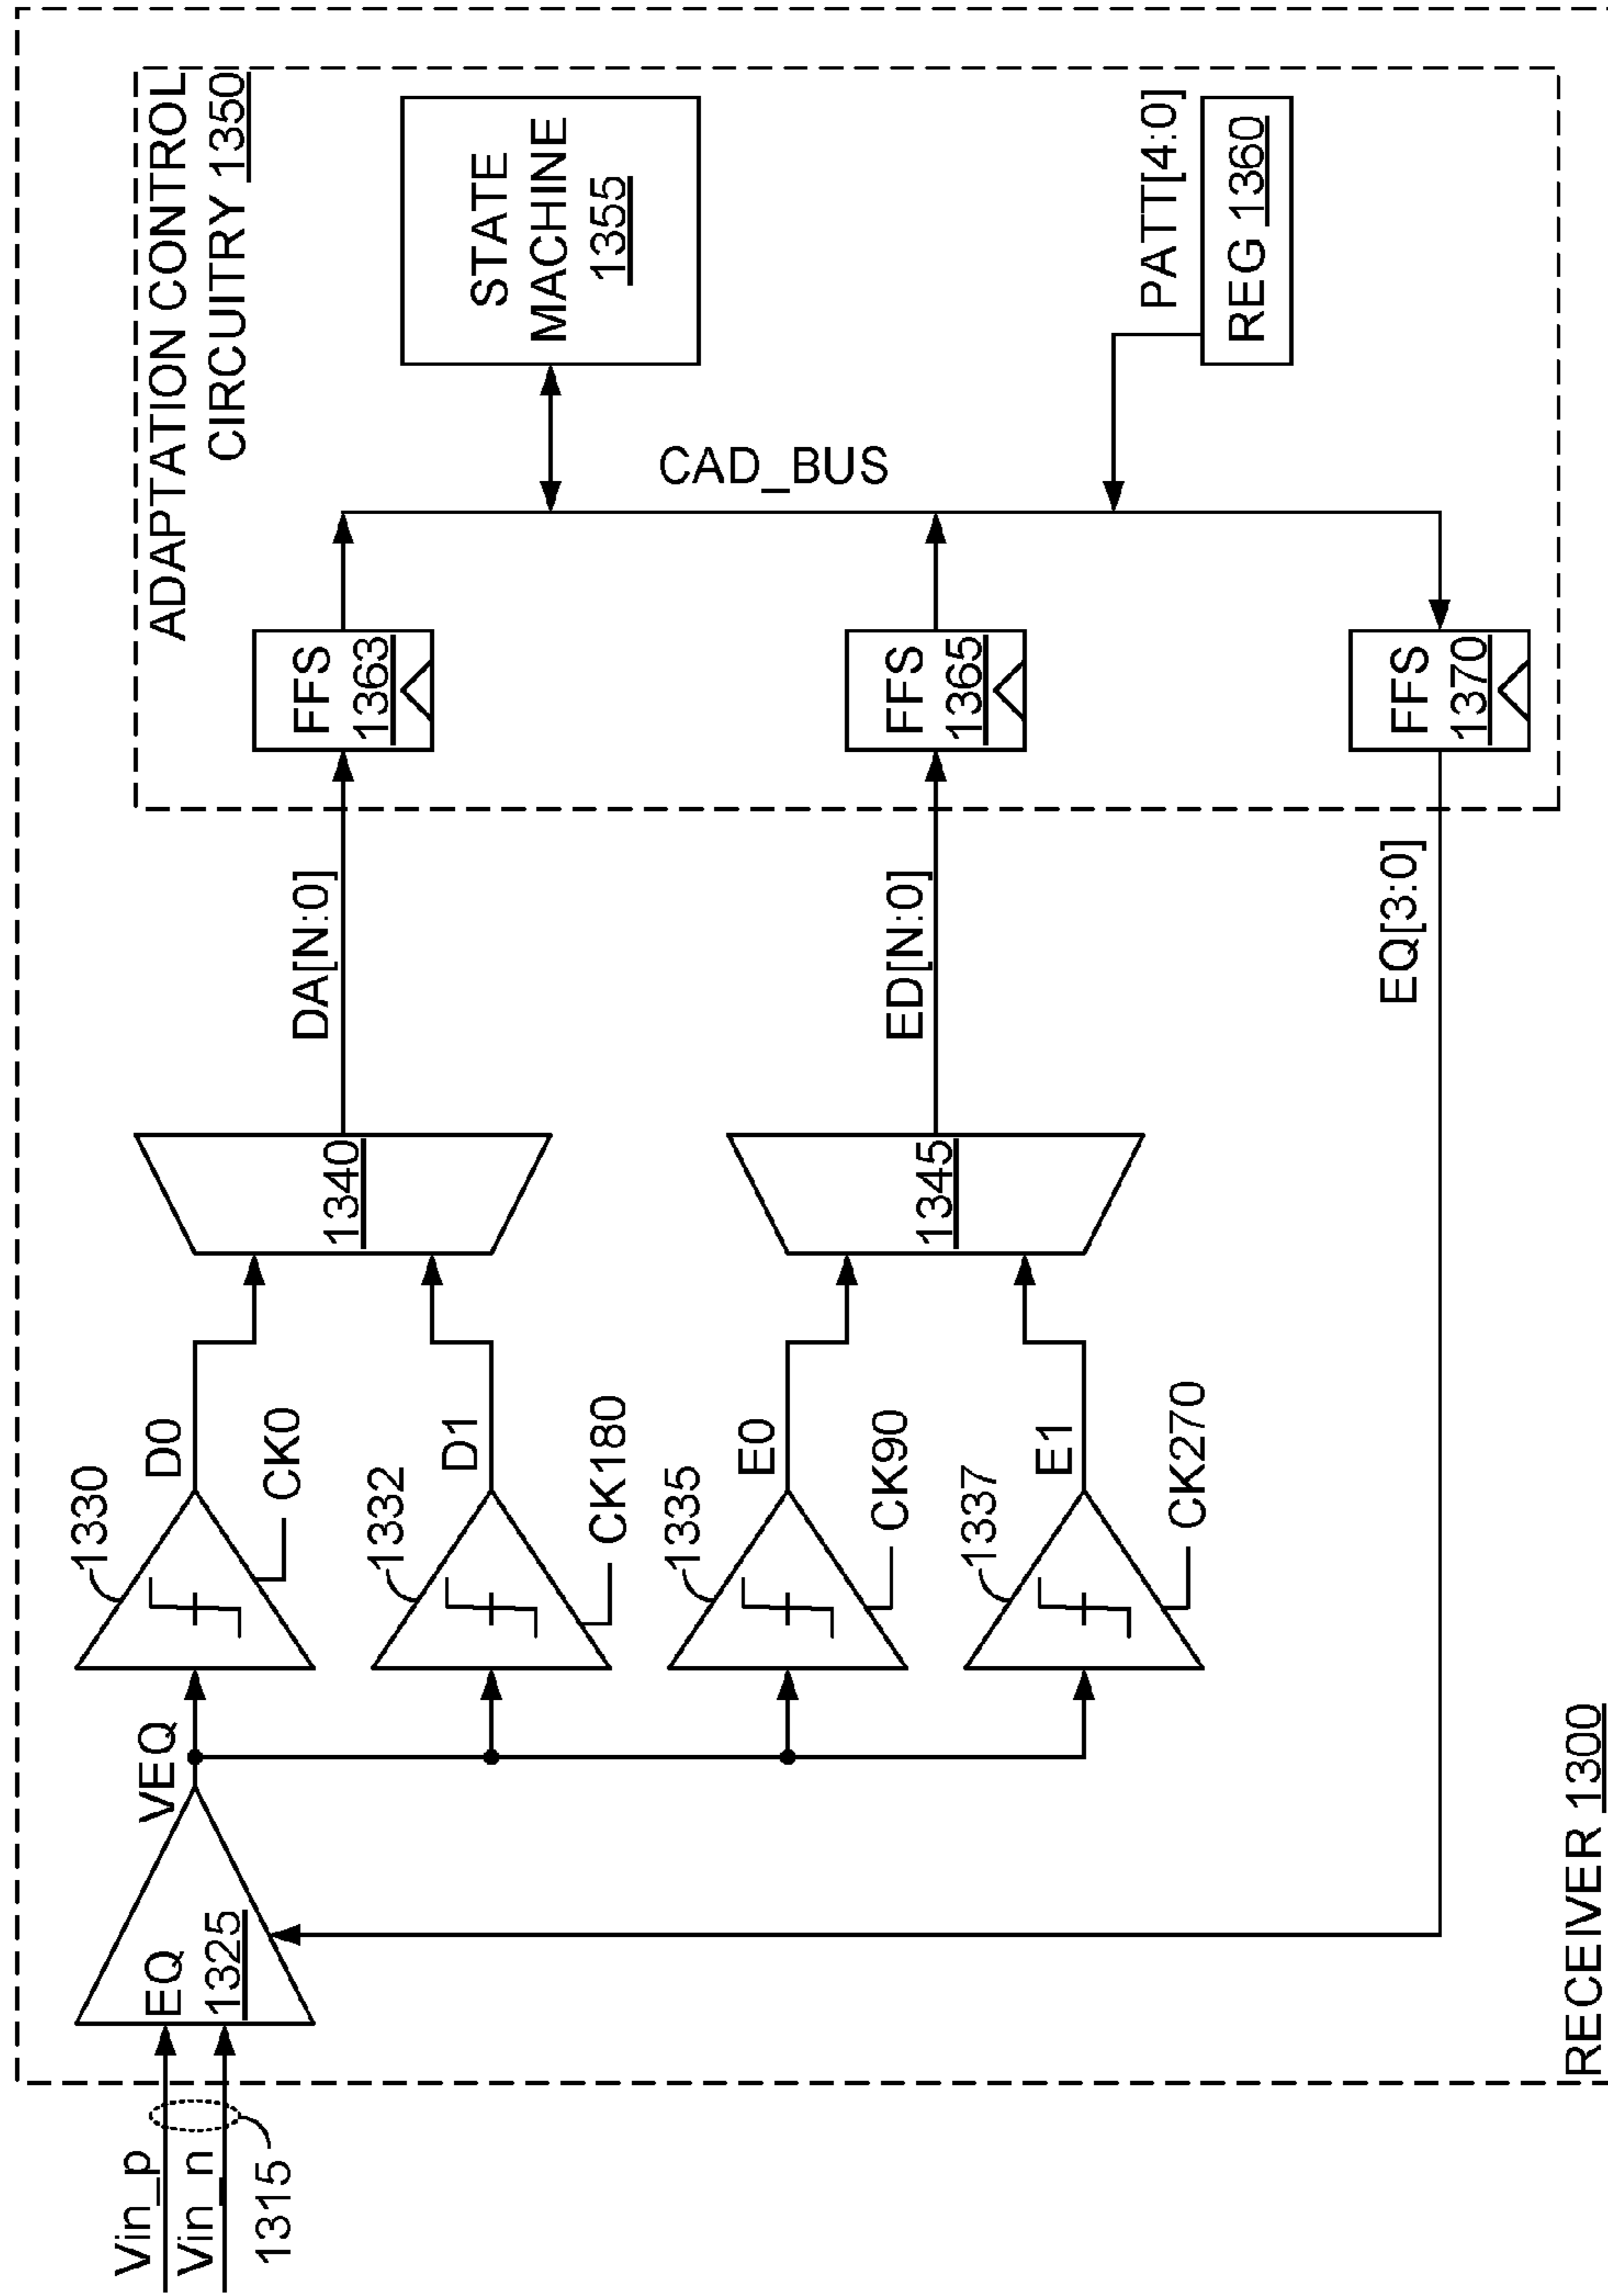 ADAPTATION CONTROL
CIRCUITRY 1350
Vin_p
Vin_n
1315
EQ
1325
VEQ
1330
D0
CK0
1332
D1
CK180
1335
E0
CK90
1337
E1
CK270
1340
1345
DA[N:0]
ED[N:0]
EQ[3:0]
FFS
1363
FFS
1365
FFS
1370
CAD_BUS
STATE
MACHINE
1355
PATT[4:0]
REG 1360
RECEIVER 1300